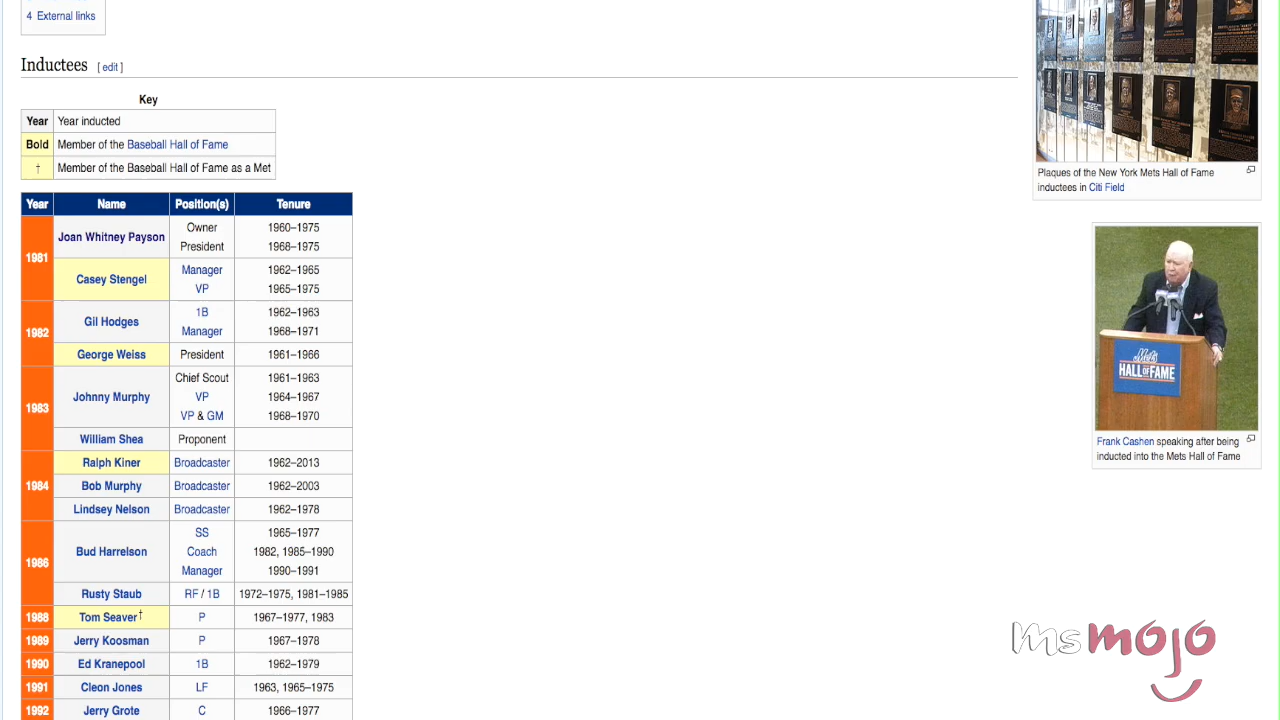 4 External links
Inductees [ edit ]
Key
Year Year inducted
Bold Member of the Baseball Hall of Fame
† Member of the Baseball Hall of Fame as a Met
Year Name Position(s) Tenure
1981 Joan Whitney Payson Owner 1960–1975
President 1968–1975
Casey Stengel Manager 1962–1965
VP 1965–1975
1982 Gil Hodges 1B 1962–1963
Manager 1968–1971
George Weiss President 1961–1966
1983 Johnny Murphy Chief Scout 1961–1963
VP 1964–1967
VP & GM 1968–1970
William Shea Proponent
1984 Ralph Kiner Broadcaster 1962–2013
Bob Murphy Broadcaster 1962–2003
Lindsey Nelson Broadcaster 1962–1978
1986 Bud Harrelson SS 1965–1977
Coach 1982, 1985–1990
Manager 1990–1991
Rusty Staub RF / 1B 1972–1975, 1981–1985
1988 Tom Seaver† P 1967–1977, 1983
1989 Jerry Koosman P 1967–1978
1990 Ed Kranepool 1B 1962–1979
1991 Cleon Jones LF 1963, 1965–1975
1992 Jerry Grote C 1966–1977
Plaques of the New York Mets Hall of Fame
inductees in Citi Field
Mets
HALL OF FAME
Frank Cashen speaking after being
inducted into the Mets Hall of Fame
msmojo